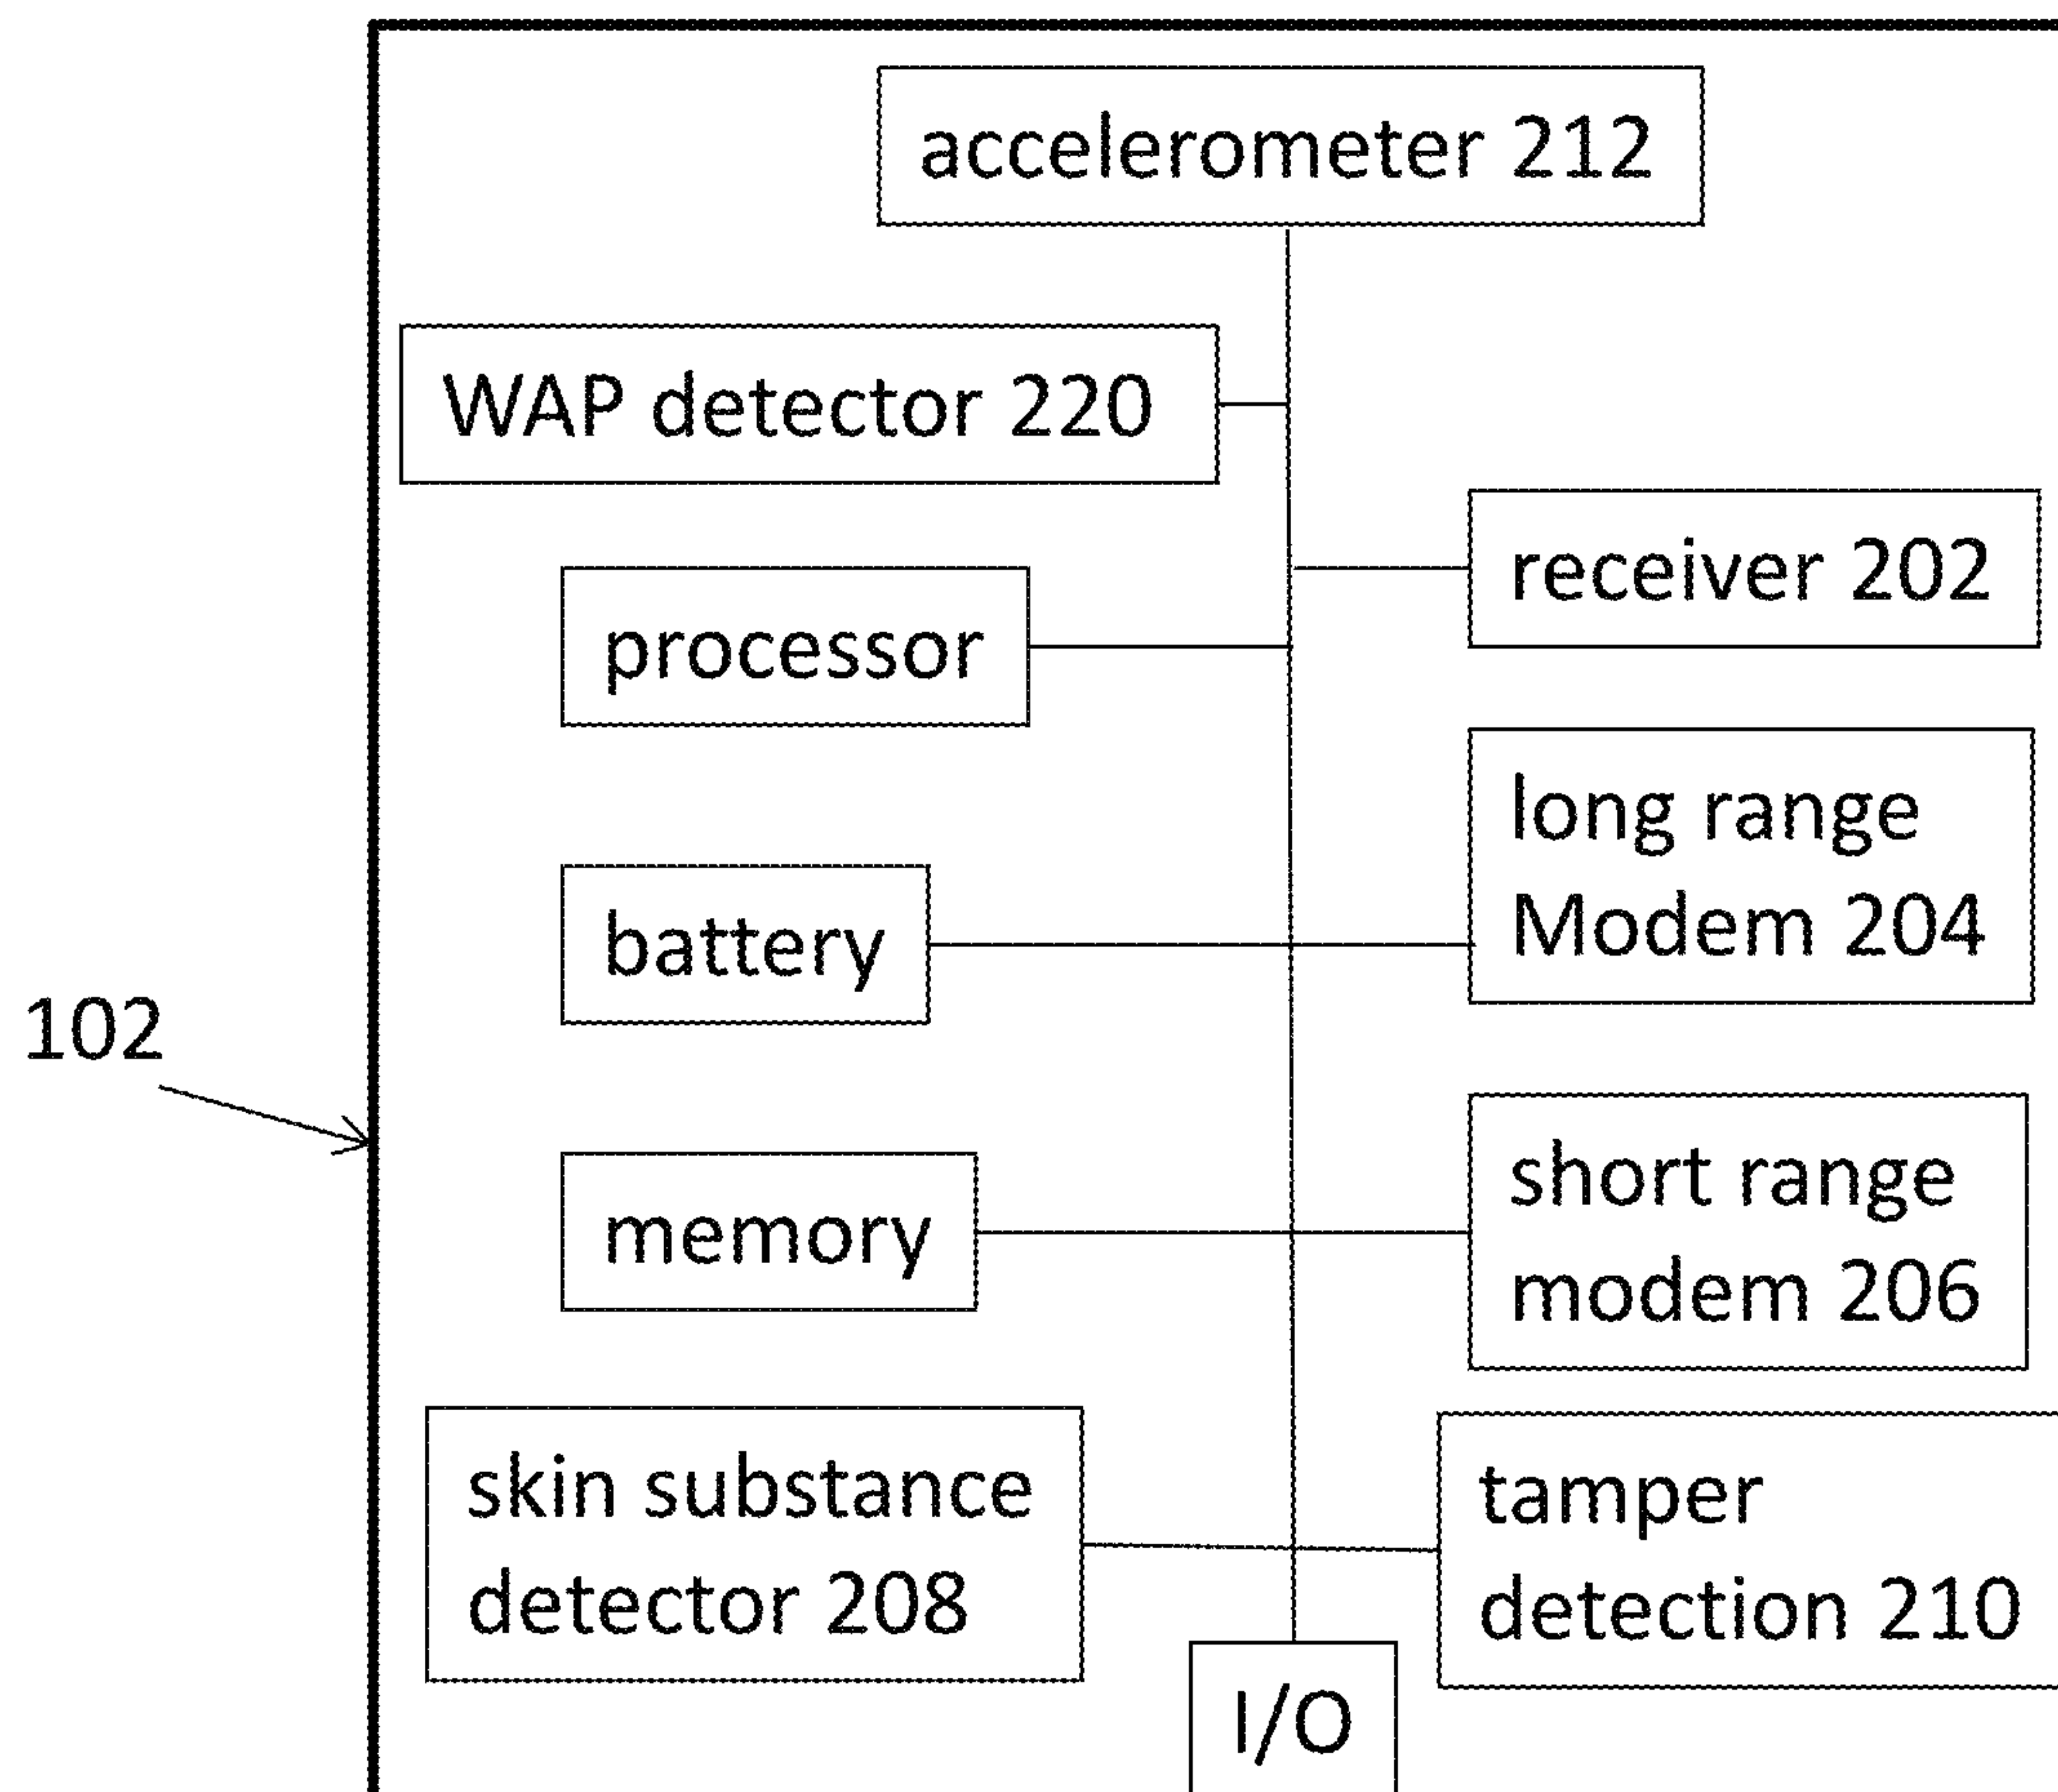 accelerometer 212
WAP detector 220
receiver 202
processor
long range
Modem 204
battery
102
short range
modem 206
memory
skin substance
detector 208
tamper
detection 210
I/O